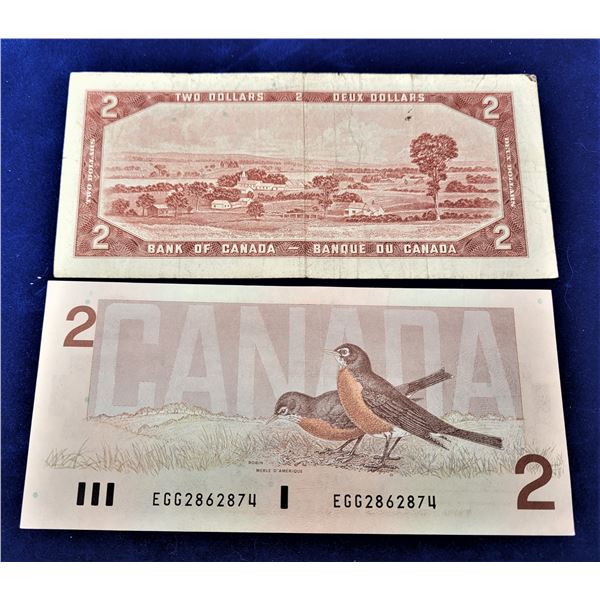 2 TWO DOLLARS 2 DEUX DOLLARS 2
TWO DOLLARS
DEUX DOLLARS
2 BANK OF CANADA – BANQUE DU CANADA 2
2 CANADA
ROBIN
MERLE D'AMÉRIQUE
EGG2862874 EGG2862874 2